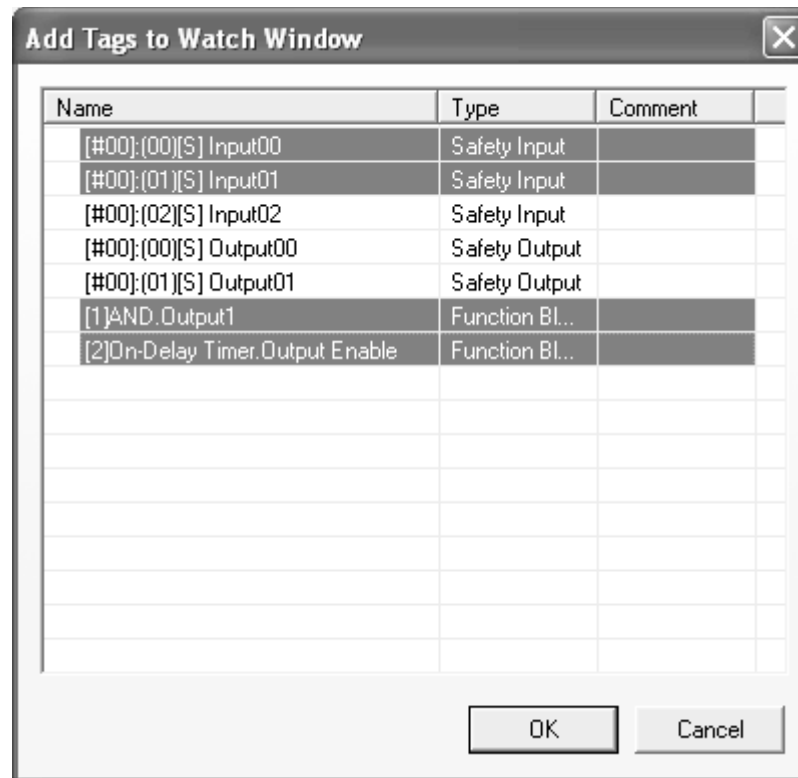 Add Tags to Watch Window
Name Type Comment
[#00]:(00)[S] Input00 Safety Input
[#00]:(01)[S] Input01 Safety Input
[#00]:(02)[S] Input02 Safety Input
[#00]:(00)[S] Output00 Safety Output
[#00]:(01)[S] Output01 Safety Output
[1]AND.Output1 Function Bl...
[2]On-Delay Timer.Output Enable Function Bl...
OK Cancel